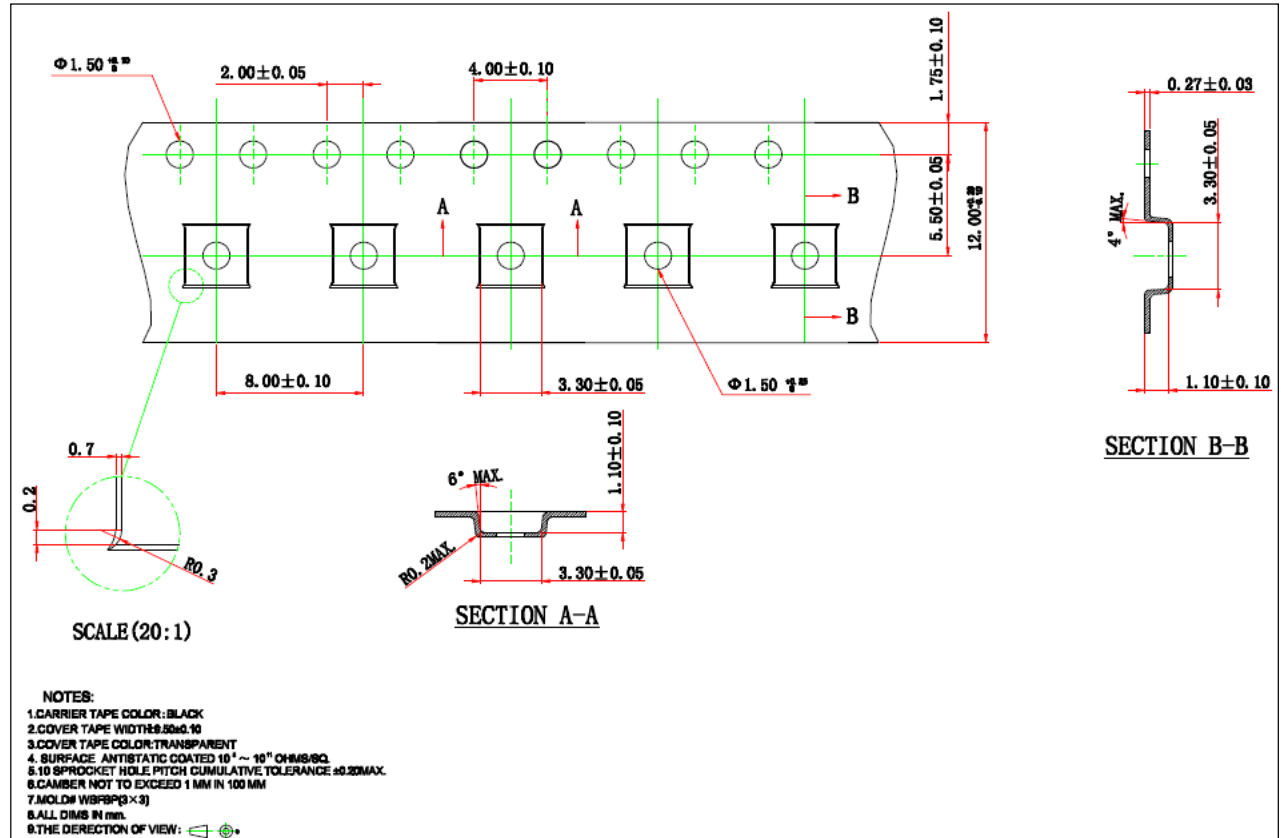 Φ1.50
2.00±0.05
4.00±0.10
1.75±0.10
0.27±0.03
3.30±0.05
4° MAX.
5.50±0.05
12.00
A
A
B
B
8.00±0.10
3.30±0.05
Φ1.50
1.10±0.10
SECTION B-B
0.7
0.2
R0.3
SCALE(20:1)
6° MAX.
1.10±0.10
R0.2MAX.
3.30±0.05
SECTION A-A
NOTES:
1.CARRIER TAPE COLOR:BLACK
2.COVER TAPE WIDTH:9.50±0.10
3.COVER TAPE COLOR:TRANSPARENT
4. SURFACE ANTISTATIC COATED ~ 10¹¹ OHMS/SQ.
5.10 SPROCKET HOLE PITCH CUMULATIVE TOLERANCE ±0.20MAX.
6.CAMBER NOT TO EXCEED 1 MM IN 100 MM
7.MOLD# WBFBP(3×3)
8.ALL DIMS IN mm.
9.THE DERECTION OF VIEW: